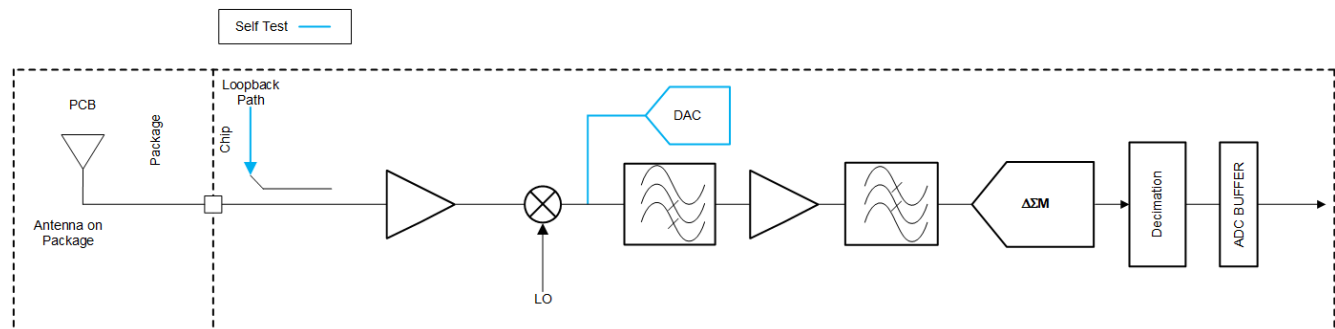 Self Test
Loopback
Path
PCB
Package
Chip
DAC
Antenna on
Package
LO
ΔΣM
Decimation
ADC BUFFER